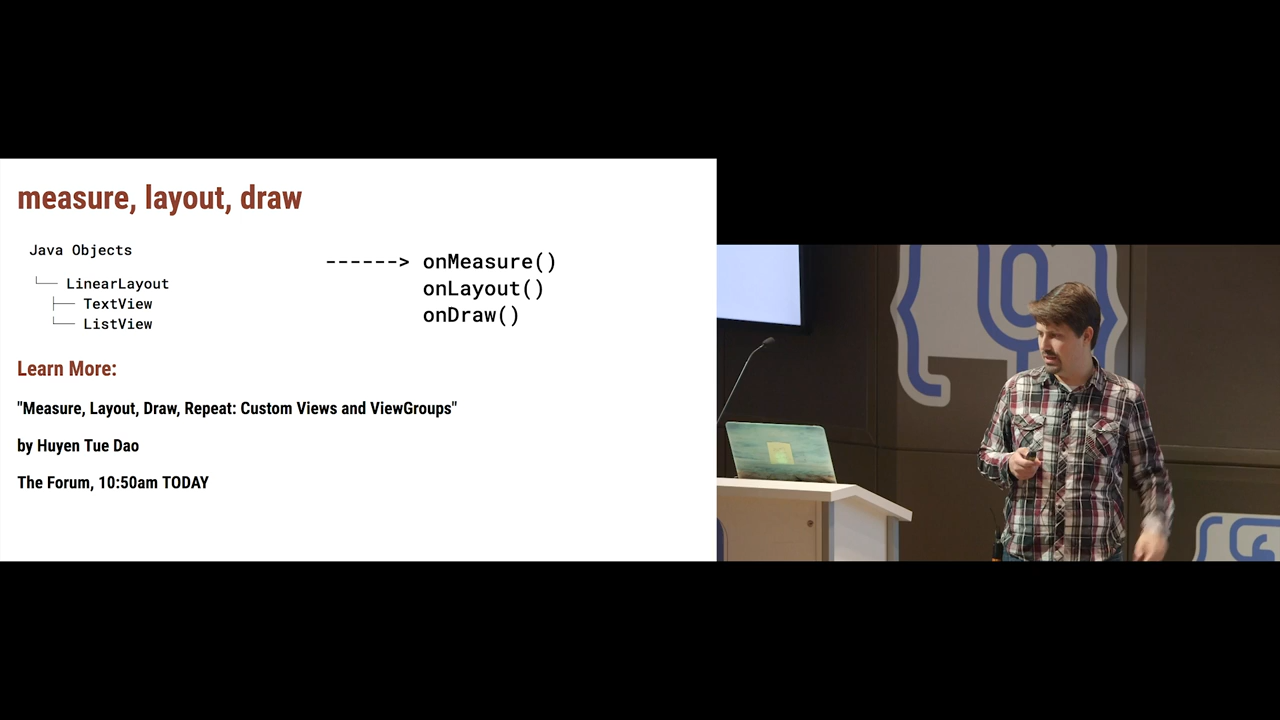 measure, layout, draw
Java Objects
└── LinearLayout
├── TextView
└── ListView
------> onMeasure()
onLayout()
onDraw()
Learn More:
"Measure, Layout, Draw, Repeat: Custom Views and ViewGroups"
by Huyen Tue Dao
The Forum, 10:50am TODAY